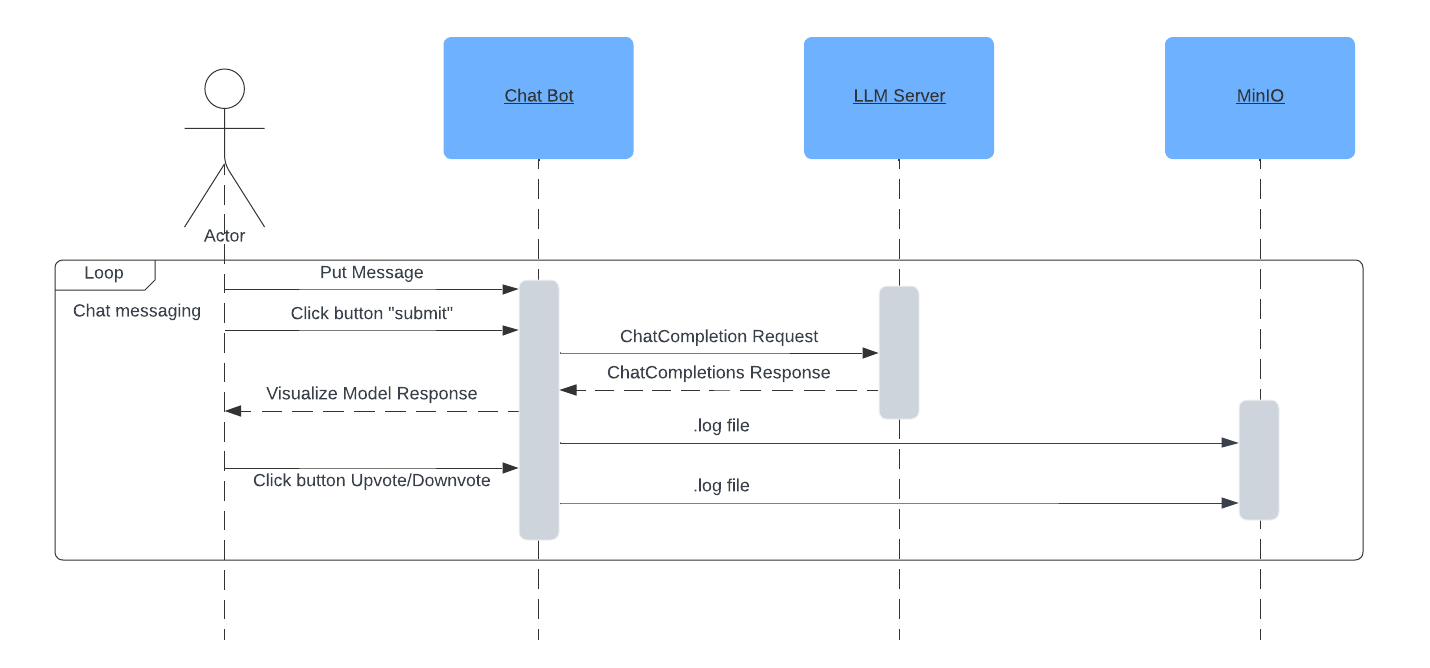 Chat Bot
LLM Server
MinIO
Actor
Loop
Put Message
Chat messaging
Click button "submit"
ChatCompletion Request
ChatCompletions Response
Visualize Model Response
.log file
Click button Upvote/Downvote
.log file